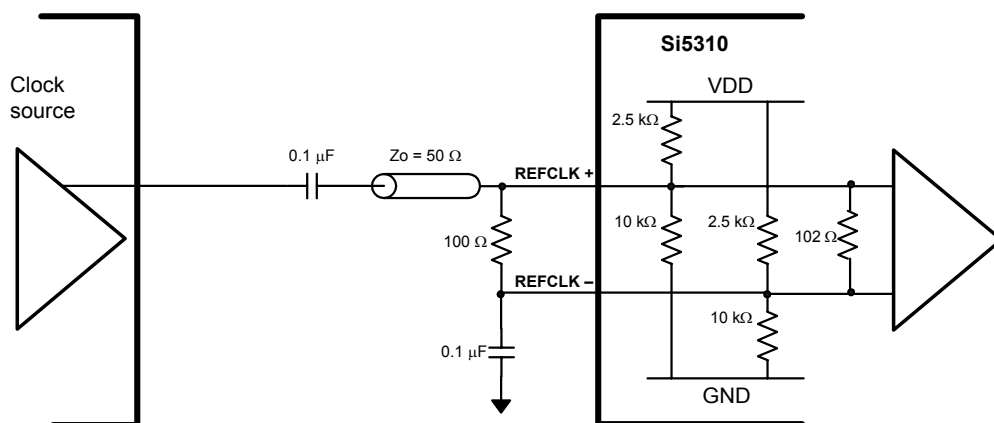 Si5310
Clock
source
VDD
2.5 kΩ
0.1 μF
Zo = 50 Ω
REFCLK +
100 Ω
10 kΩ
2.5 kΩ
102 Ω
REFCLK –
10 kΩ
0.1 μF
GND